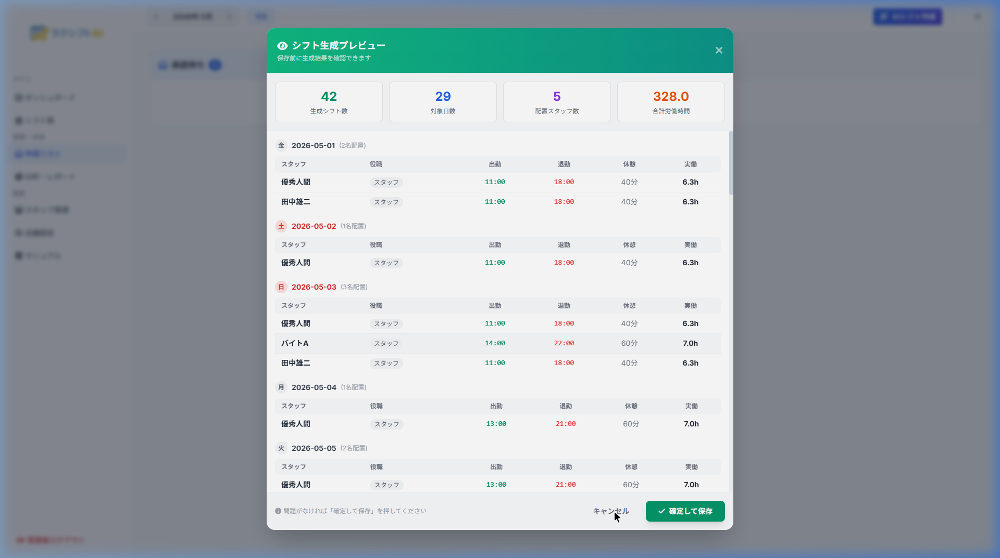 シフト生成プレビュー
保存前に生成結果を確認できます
42
生成シフト数
29
対象日数
5
配置スタッフ数
328.0
合計労働時間
金 2026-05-01 (2名配置)
スタッフ 役職 出勤 退勤 休憩 実働
優秀人間 スタッフ 11:00 18:00 40分 6.3h
田中雄二 スタッフ 11:00 18:00 40分 6.3h
土 2026-05-02 (1名配置)
スタッフ 役職 出勤 退勤 休憩 実働
優秀人間 スタッフ 11:00 18:00 40分 6.3h
日 2026-05-03 (3名配置)
スタッフ 役職 出勤 退勤 休憩 実働
優秀人間 スタッフ 11:00 18:00 40分 6.3h
バイトA スタッフ 14:00 22:00 60分 7.0h
田中雄二 スタッフ 11:00 18:00 40分 6.3h
月 2026-05-04 (1名配置)
スタッフ 役職 出勤 退勤 休憩 実働
優秀人間 スタッフ 13:00 21:00 60分 7.0h
火 2026-05-05 (2名配置)
スタッフ 役職 出勤 退勤 休憩 実働
優秀人間 スタッフ 13:00 21:00 60分 7.0h
問題がなければ「確定して保存」を押してください
キャンセル
確定して保存